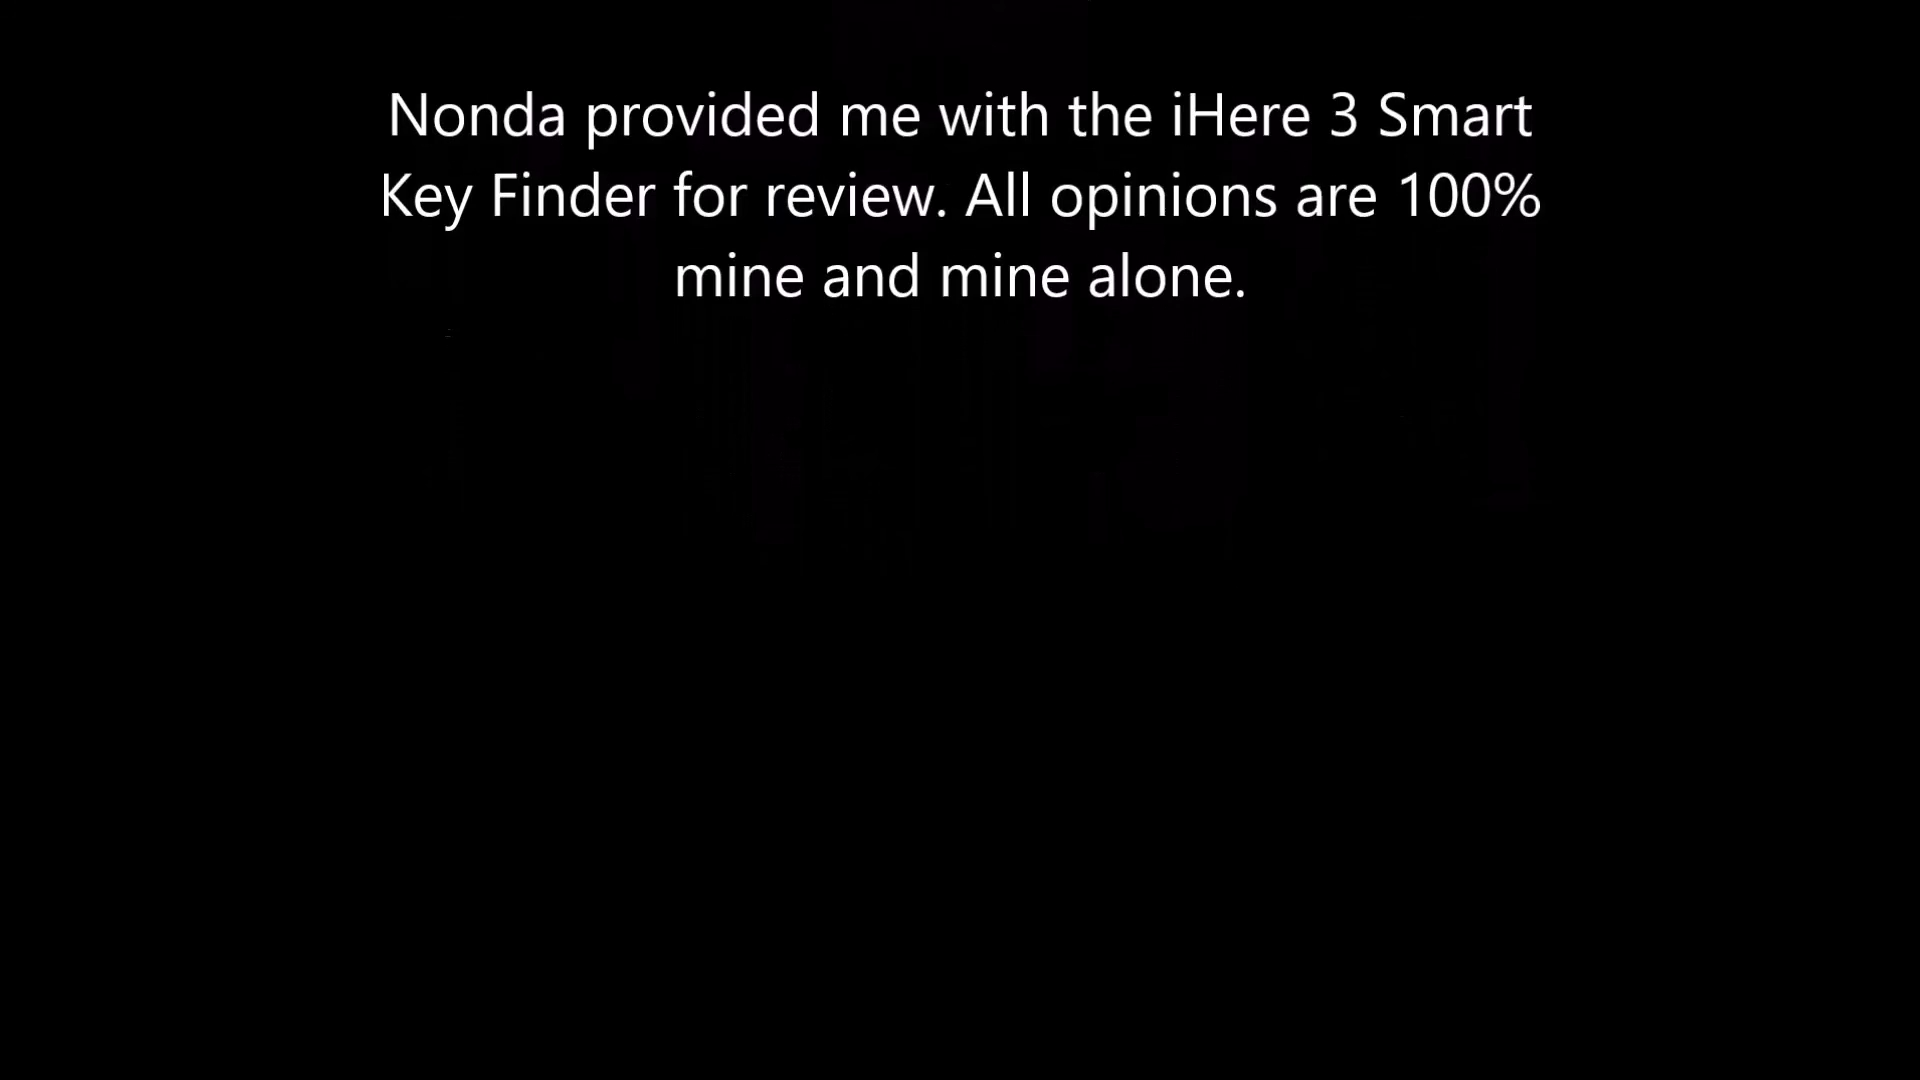 Nonda provided me with the iHere 3 Smart
Key Finder for review. All opinions are 100%
mine and mine alone.